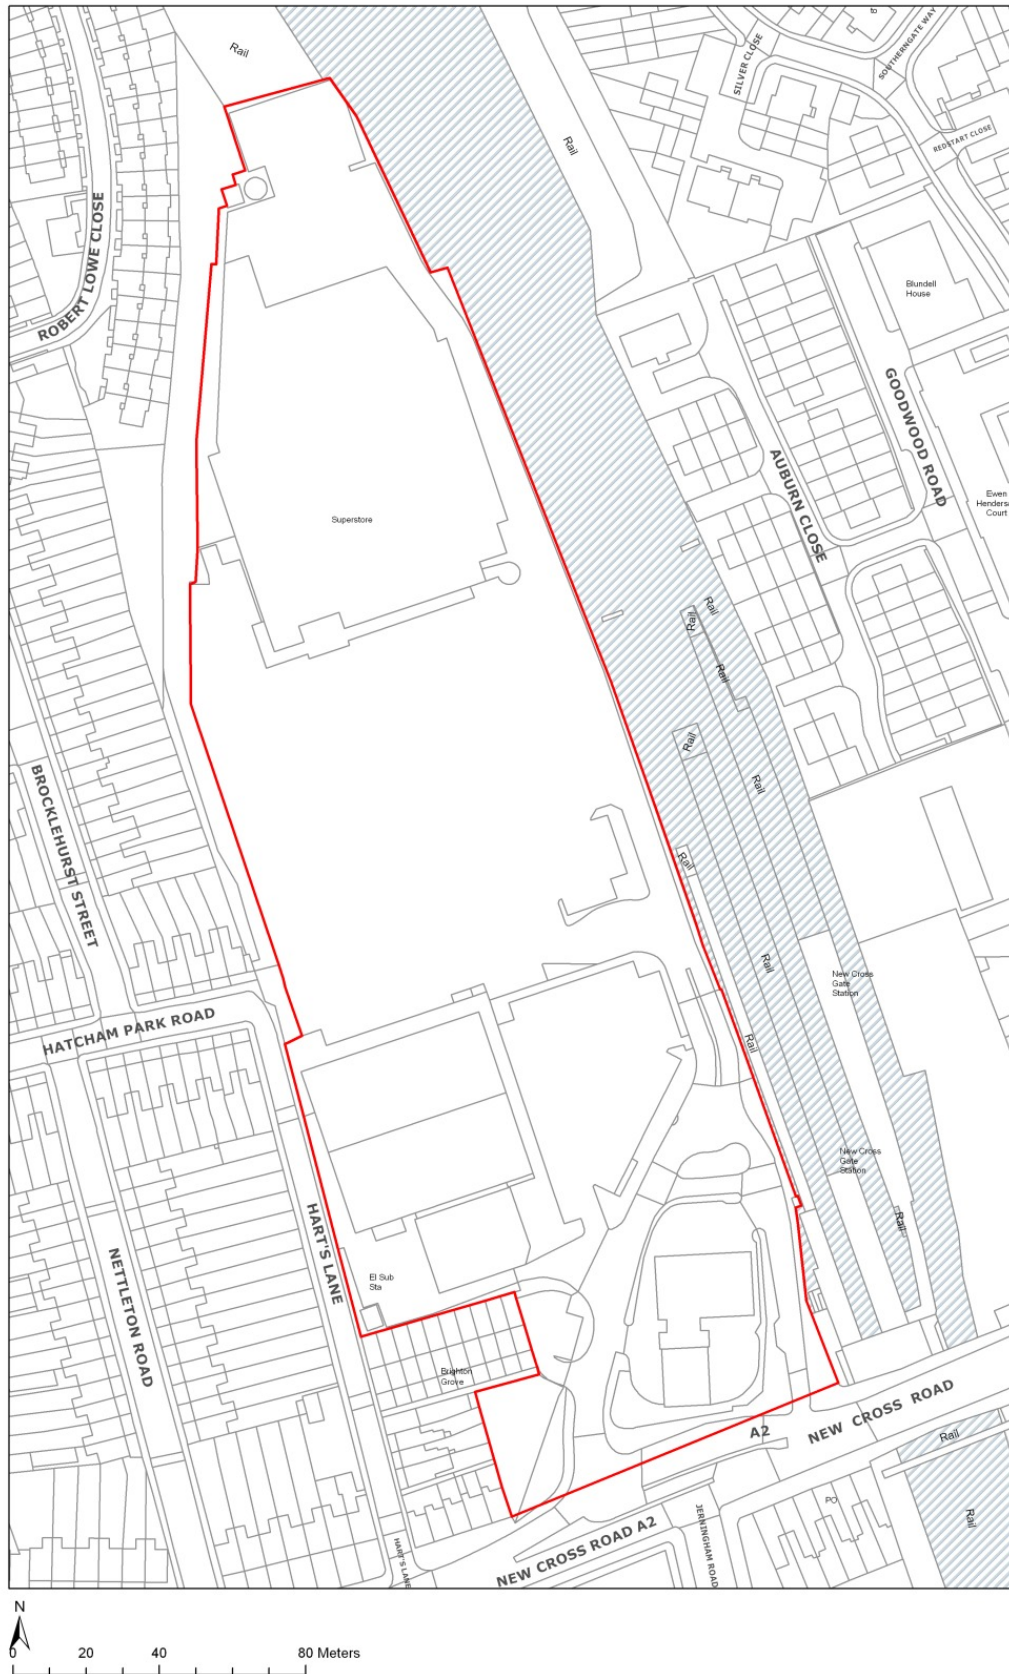 Rail
SILVER CLOSE
SOUTHERNGATE WAY
REDSTART CLOSE
Rail
ROBERT LOWE CLOSE
Blundell
House
GOODWOOD ROAD
AUBURN CLOSE
Ewen
Henders
Court
Superstore
Rail
Rail
Rail
Rail
Rail
BROCKLEHURST STREET
Rail
Rail
New Cross
Gate
Station
HATCHAM PARK ROAD
Rail
New Cross
Gate
Station
HART'S LANE
Rail
NETTLETON ROAD
El Sub
Sta
Brighton
Grove
NEW CROSS ROAD
A2
Rail
PO
Rail
JERNINGHAM ROAD
NEW CROSS ROAD A2
HART'S LANE
N
0 20 40 80 Meters